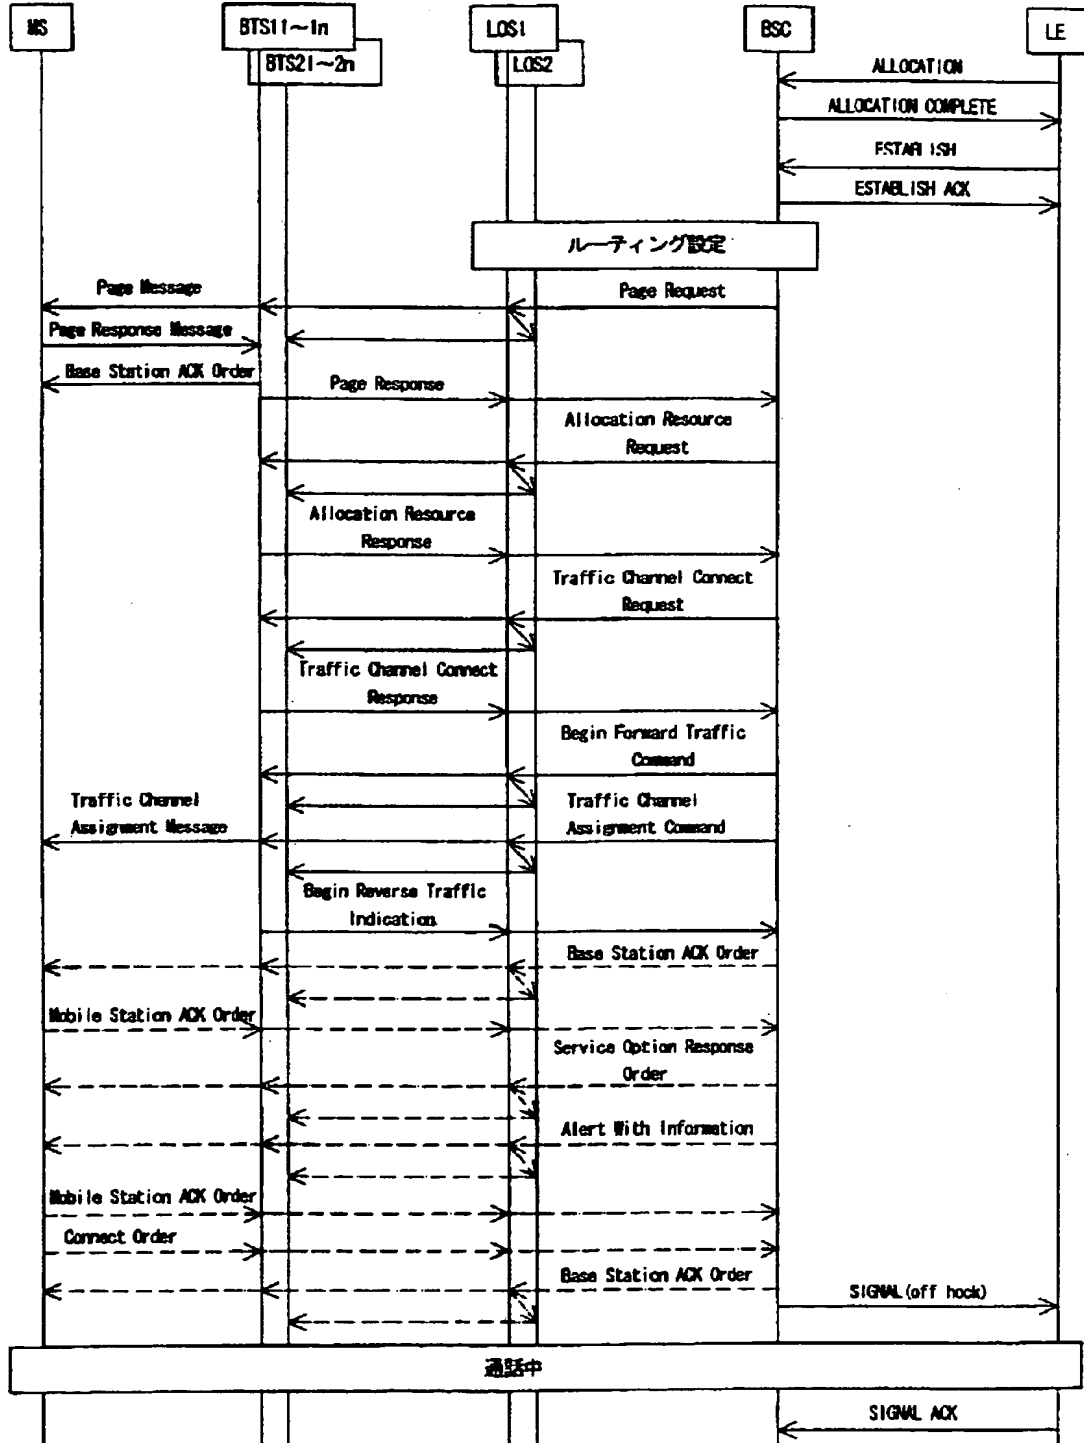 MS
BTS11～1n
BTS21～2n
LOS1
LOS2
BSC
LE
ALLOCATION
ALLOCATION COMPLETE
ESTABLISH
ESTABLISH ACK
ルーティング設定
Page Message
Page Request
Page Response Message
Base Station ACK Order
Page Response
Allocation Resource
Request
Allocation Resource
Response
Traffic Channel Connect
Request
Traffic Channel Connect
Response
Begin Forward Traffic
Command
Traffic Channel
Assignment Message
Traffic Channel
Assignment Command
Begin Reverse Traffic
Indication
Base Station ACK Order
Mobile Station ACK Order
Service Option Response
Order
Alert With Information
Mobile Station ACK Order
Connect Order
Base Station ACK Order
SIGNAL(off hock)
通話中
SIGNAL ACK